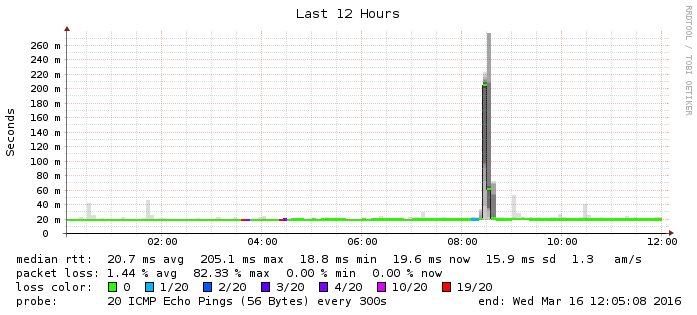 Last 12 Hours
RRDTOOL / TOBI OETIKER
Seconds
260 m
240 m
220 m
200 m
180 m
160 m
140 m
120 m
100 m
80 m
60 m
40 m
20 m
0
02:00 04:00 06:00 08:00 10:00 12:00
median rtt: 20.7 ms avg 205.1 ms max 18.8 ms min 19.6 ms now 15.9 ms sd 1.3 am/s
packet loss: 1.44 % avg 82.33 % max 0.00 % min 0.00 % now
loss color: 0 1/20 2/20 3/20 4/20 10/20 19/20
probe: 20 ICMP Echo Pings (56 Bytes) every 300s end: Wed Mar 16 12:05:08 2016